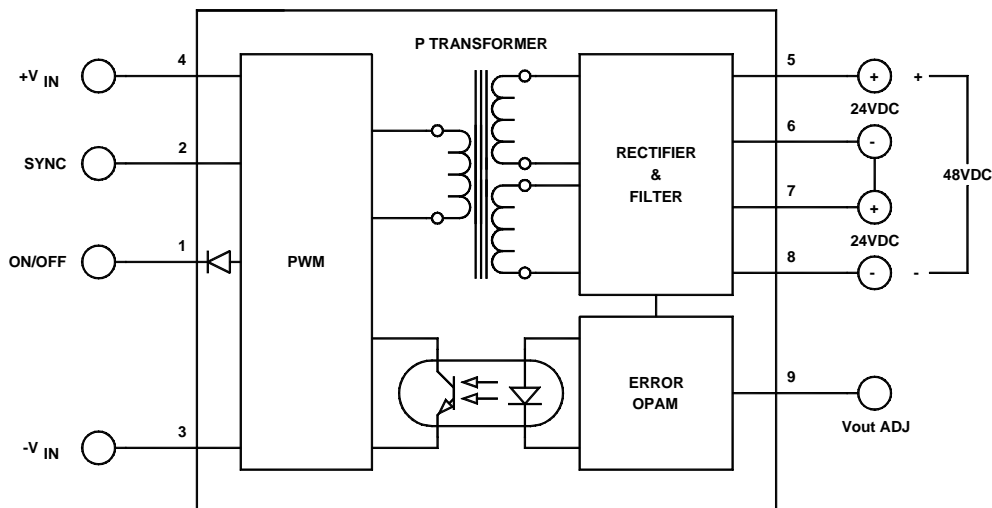 P TRANSFORMER
+V IN
4
5
+
+
24VDC
SYNC
2
6
-
RECTIFIER
&
FILTER
48VDC
7
+
24VDC
ON/OFF
1
PWM
8
-
-
ERROR
OPAM
9
Vout ADJ
-V IN
3